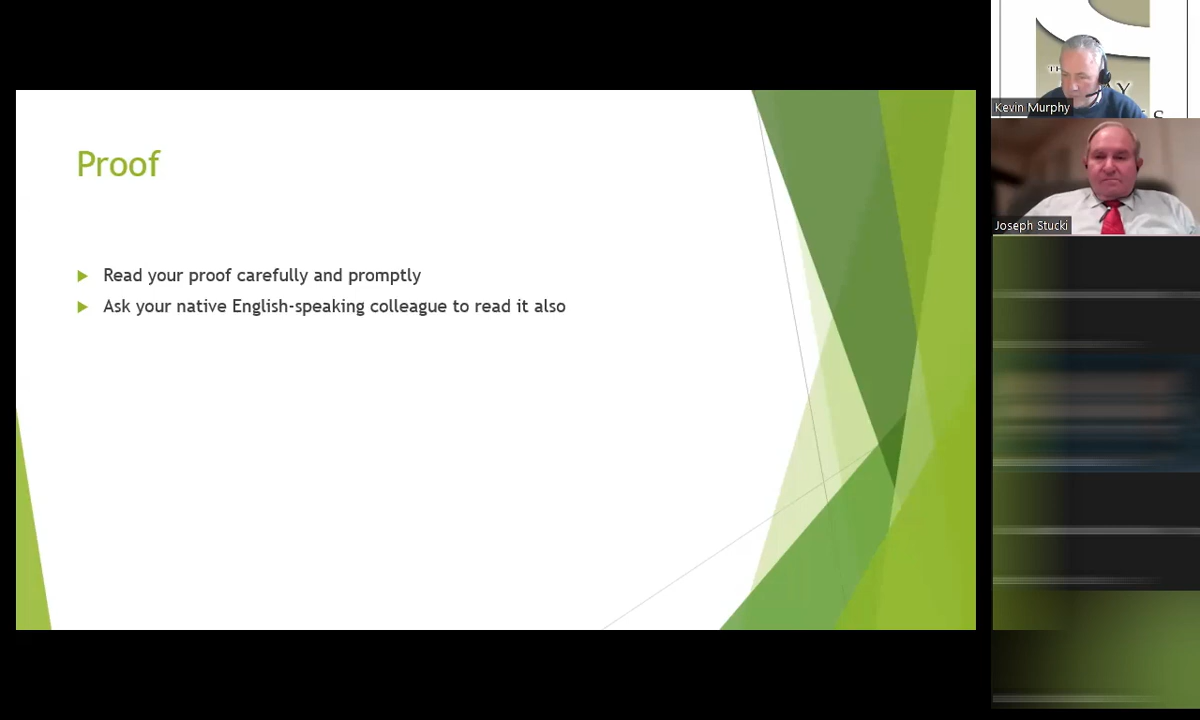 Proof
Read your proof carefully and promptly
Ask your native English-speaking colleague to read it also
Kevin Murphy
Joseph Stucki